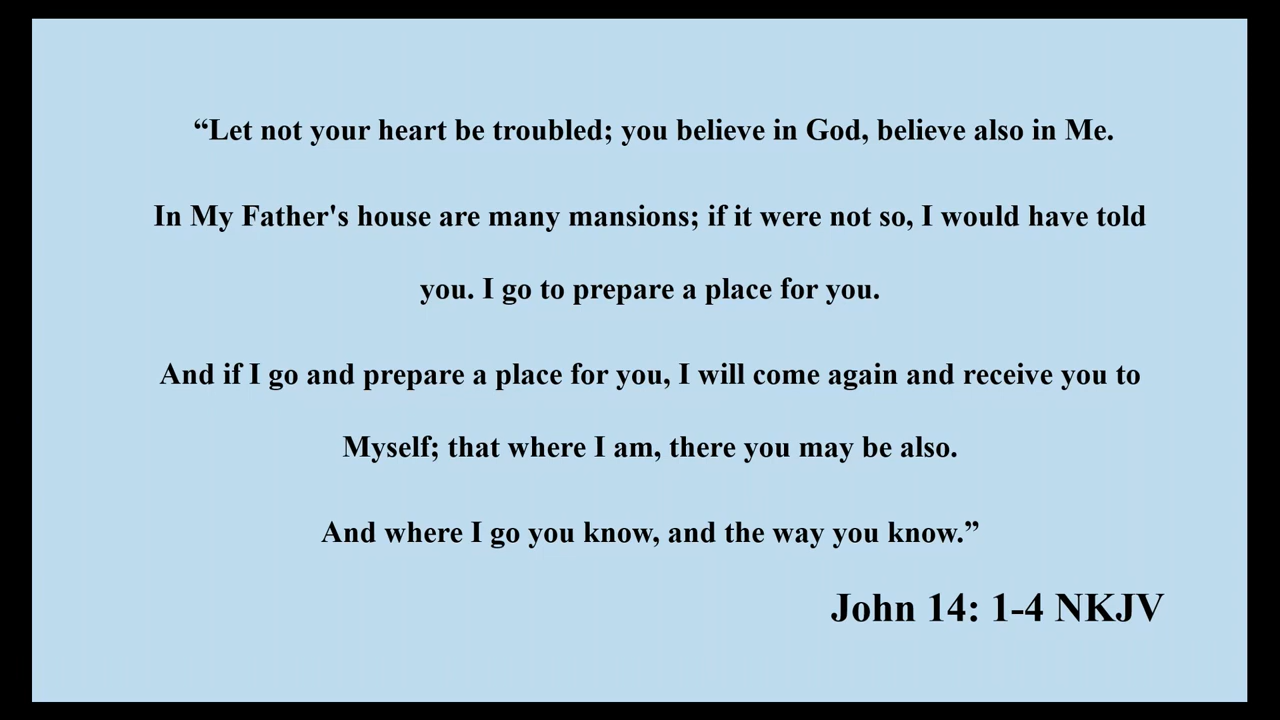 “Let not your heart be troubled; you believe in God, believe also in Me.
In My Father's house are many mansions; if it were not so, I would have told
you. I go to prepare a place for you.
And if I go and prepare a place for you, I will come again and receive you to
Myself; that where I am, there you may be also.
And where I go you know, and the way you know.”
John 14: 1-4 NKJV